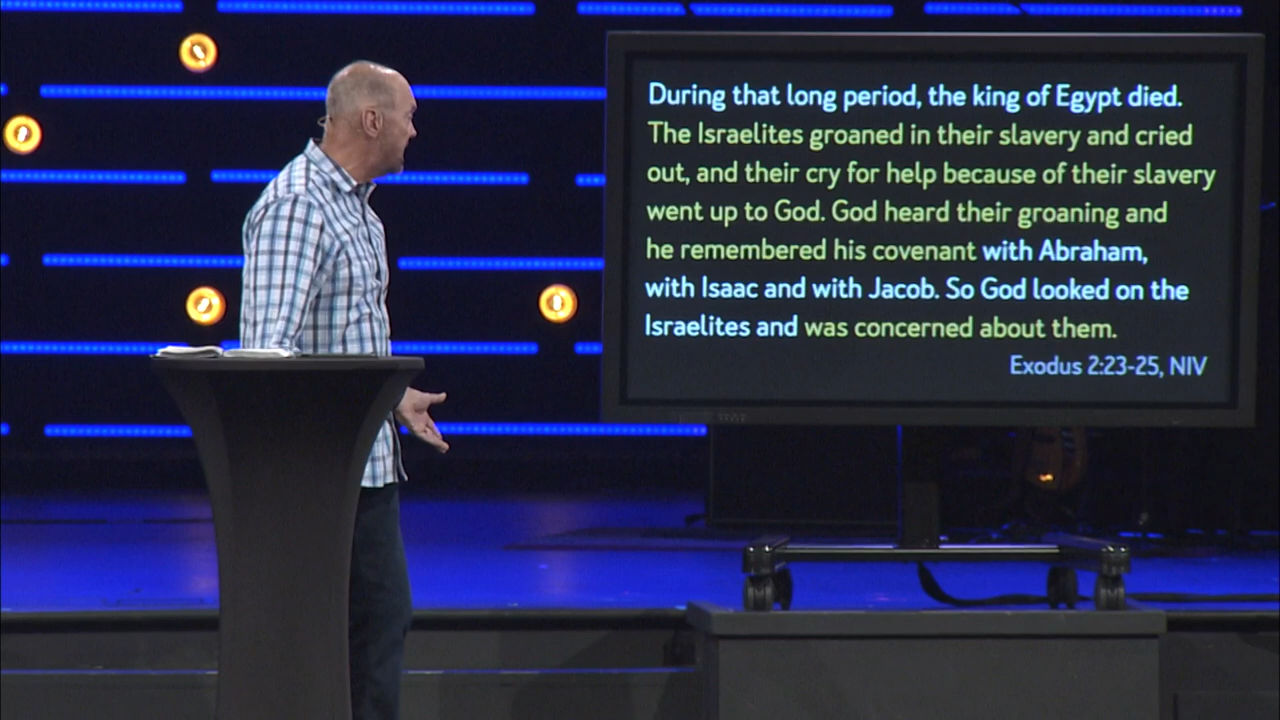 During that long period, the king of Egypt died.
The Israelites groaned in their slavery and cried
out, and their cry for help because of their slavery
went up to God. God heard their groaning and
he remembered his covenant with Abraham,
with Isaac and with Jacob. So God looked on the
Israelites and was concerned about them.
Exodus 2:23-25, NIV